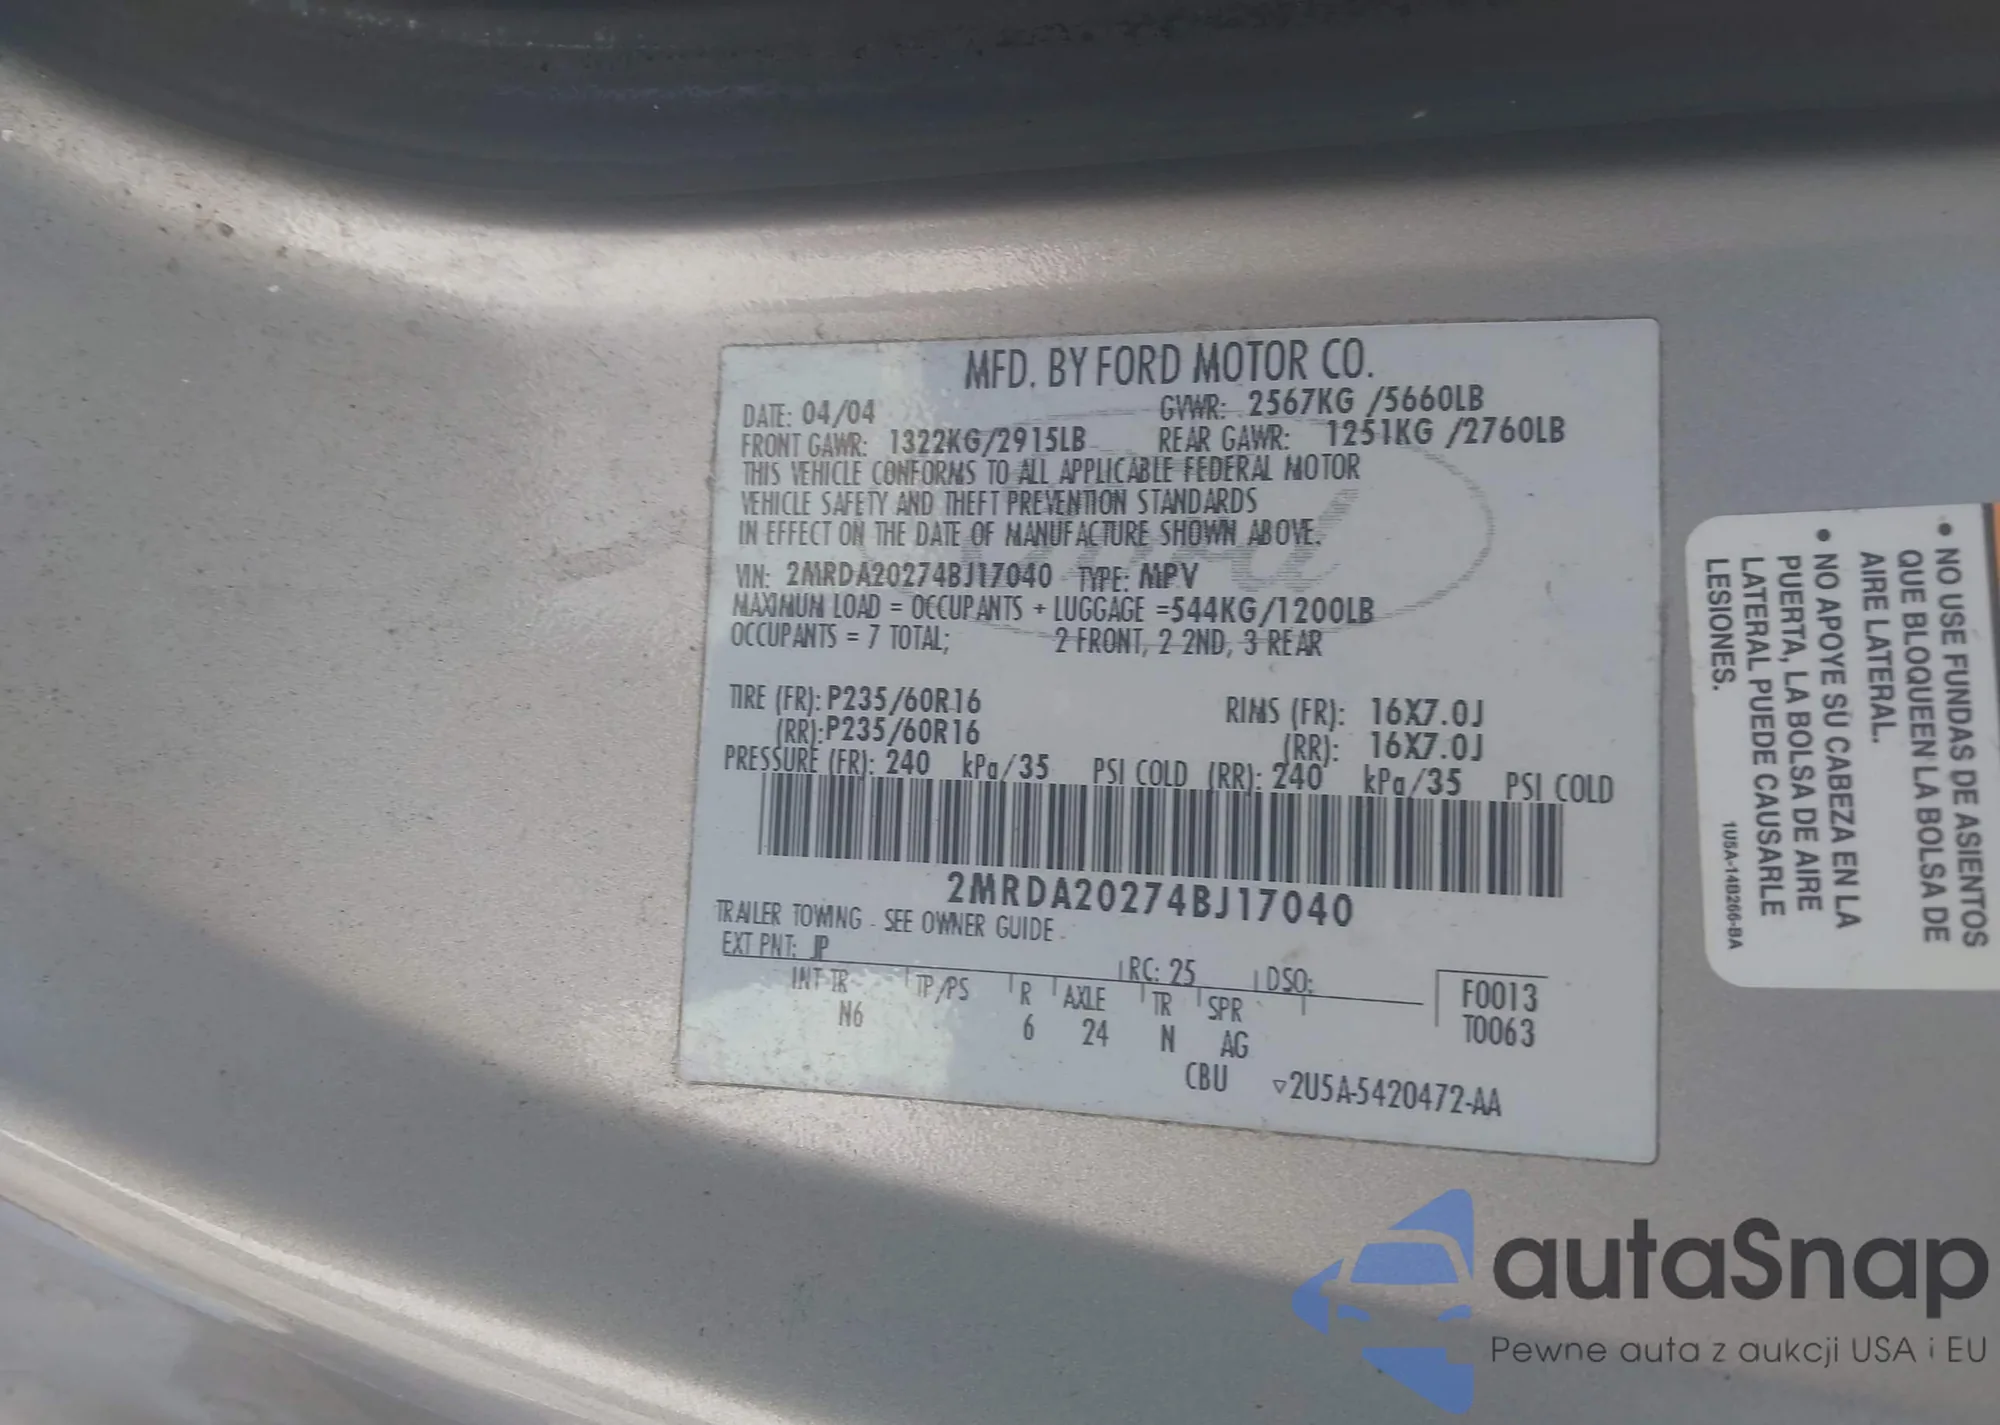 MFD. BY FORD MOTOR CO.
DATE: 04/04 GVWR: 2567KG /5660LB
FRONT GAWR: 1322KG/2915LB REAR GAWR: 1251KG /2760LB
THIS VEHICLE CONFORMS TO ALL APPLICABLE FEDERAL MOTOR
VEHICLE SAFETY AND THEFT PREVENTION STANDARDS
IN EFFECT ON THE DATE OF MANUFACTURE SHOWN ABOVE.
VIN: 2MRDA20274BJ17040 TYPE: MPV
MAXIMUM LOAD = OCCUPANTS + LUGGAGE =544KG/1200LB
OCCUPANTS = 7 TOTAL; 2 FRONT, 2 2ND, 3 REAR
TIRE (FR): P235/60R16 RIMS (FR): 16X7.0J
(RR): P235/60R16 (RR): 16X7.0J
PRESSURE (FR): 240 kPa/35 PSI COLD (RR): 240 kPa/35 PSI COLD
2MRDA20274BJ17040
TRAILER TOWING - SEE OWNER GUIDE -
EXT PNT: JP RC: 25 DSO:
INT TR TP/PS R AXLE TR SPR
N6 6 24 N AG
F0013
T0063
CBU ▽2U5A-5420472-AA
• NO USE FUNDAS DE ASIENTOS
QUE BLOQUEEN LA BOLSA DE
AIRE LATERAL.
• NO APOYE SU CABEZA EN LA
PUERTA, LA BOLSA DE AIRE
LATERAL PUEDE CAUSARLE
LESIONES.
1U5A-14B266-BA
autaSnap
Pewne auta z aukcji USA i EU